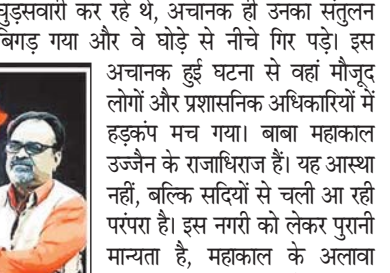 घुड़सवारी कर रहे थे, अचानक ही उनका संतुलन
बिगड़ गया और वे घोड़े से नीचे गिर पड़े। इस
अचानक हुई घटना से वहां मौजूद
लोगों और प्रशासनिक अधिकारियों में
हड़कंप मच गया। बाबा महाकाल
उज्जैन के राजाधिराज हैं। यह आस्था
नहीं, बल्कि सदियों से चली आ रही
परंपरा है। इस नगरी को लेकर पुरानी
मान्यता है, महाकाल के अलावा